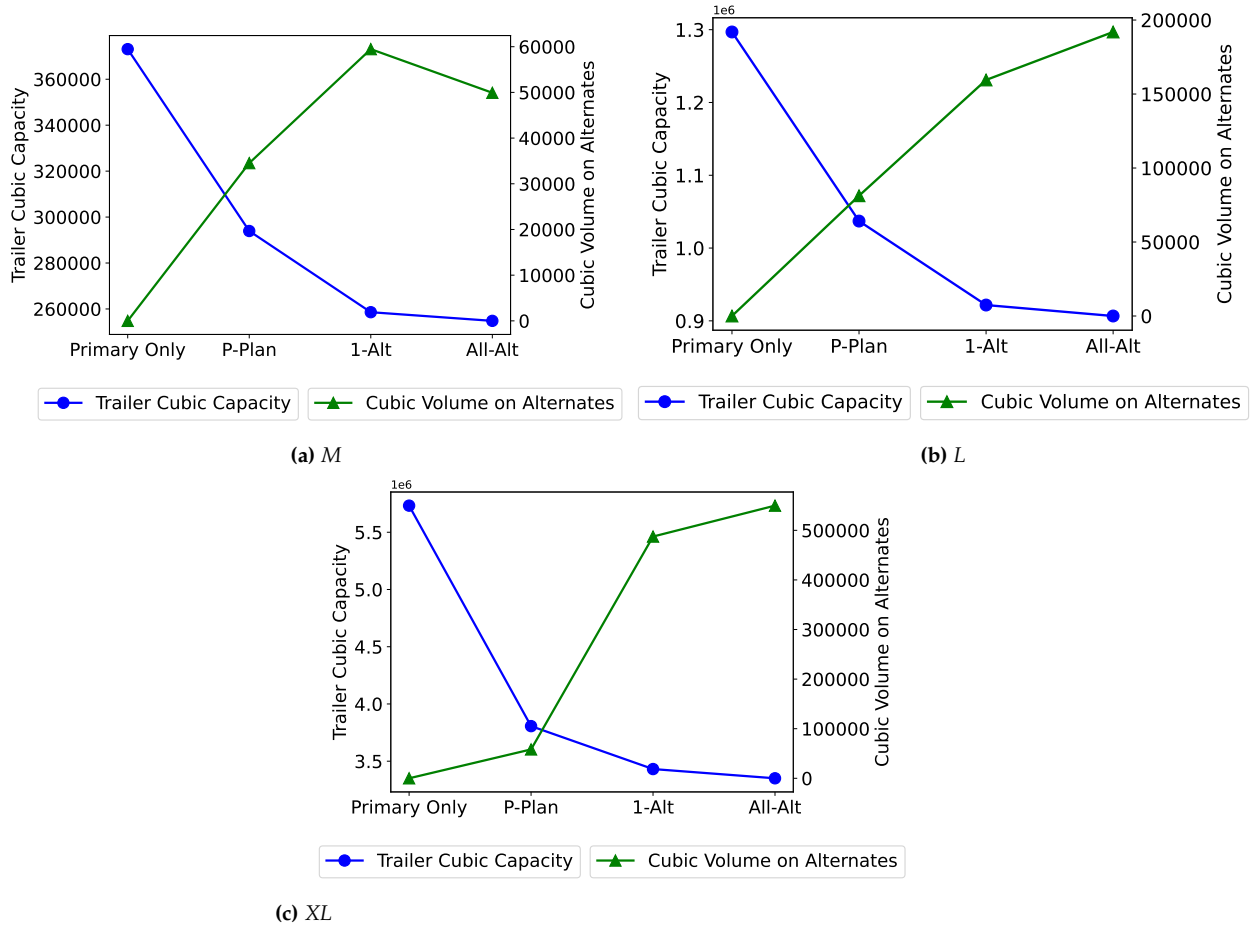 360000
340000
320000
300000
280000
260000
Trailer Cubic Capacity
60000
50000
40000
30000
20000
10000
0
Cubic Volume on Alternates
Primary Only P-Plan 1-Alt All-Alt
Trailer Cubic Capacity Cubic Volume on Alternates
(a) M
1e6
1.3
1.2
1.1
1.0
0.9
Trailer Cubic Capacity
200000
150000
100000
50000
0
Cubic Volume on Alternates
Primary Only P-Plan 1-Alt All-Alt
Trailer Cubic Capacity Cubic Volume on Alternates
(b) L
1e6
5.5
5.0
4.5
4.0
3.5
Trailer Cubic Capacity
500000
400000
300000
200000
100000
0
Cubic Volume on Alternates
Primary Only P-Plan 1-Alt All-Alt
Trailer Cubic Capacity Cubic Volume on Alternates
(c) XL